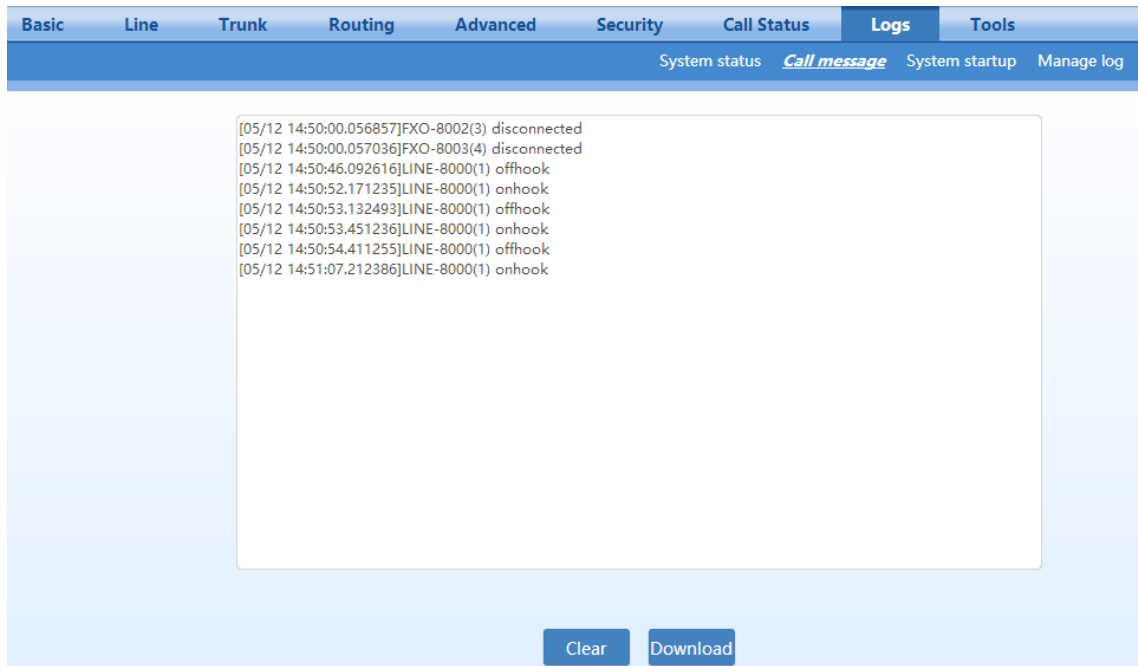 Basic Line Trunk Routing Advanced Security Call Status Logs Tools
System status Call message System startup Manage log
[05/12 14:50:00.056857]FXO-8002(3) disconnected
[05/12 14:50:00.057036]FXO-8003(4) disconnected
[05/12 14:50:46.092616]LINE-8000(1) offhook
[05/12 14:50:52.171235]LINE-8000(1) onhook
[05/12 14:50:53.132493]LINE-8000(1) offhook
[05/12 14:50:53.451236]LINE-8000(1) onhook
[05/12 14:50:54.411255]LINE-8000(1) offhook
[05/12 14:51:07.212386]LINE-8000(1) onhook
Clear Download